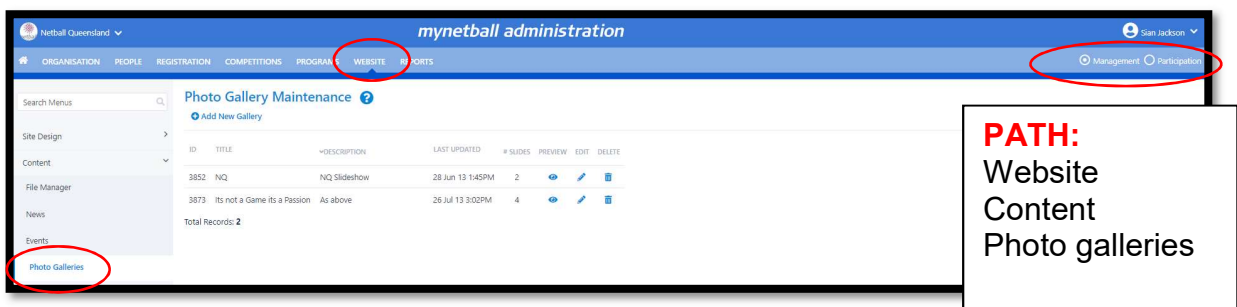 Netball Queensland
mynetball administration
Sian Jackson
ORGANISATION PEOPLE REGISTRATION COMPETITIONS PROGRAMS WEBSITE REPORTS
Management Participation
Search Menus
Photo Gallery Maintenance ?
Add New Gallery
Site Design
ID TITLE DESCRIPTION LAST UPDATED # SLIDES PREVIEW EDIT DELETE
Content
3852 NQ NQ Slideshow 28 Jun 13 1:45PM 2
File Manager
3873 Its not a Game its a Passion As above 26 Jul 13 3:02PM 4
News
Total Records: 2
Events
Photo Galleries
PATH:
Website
Content
Photo galleries